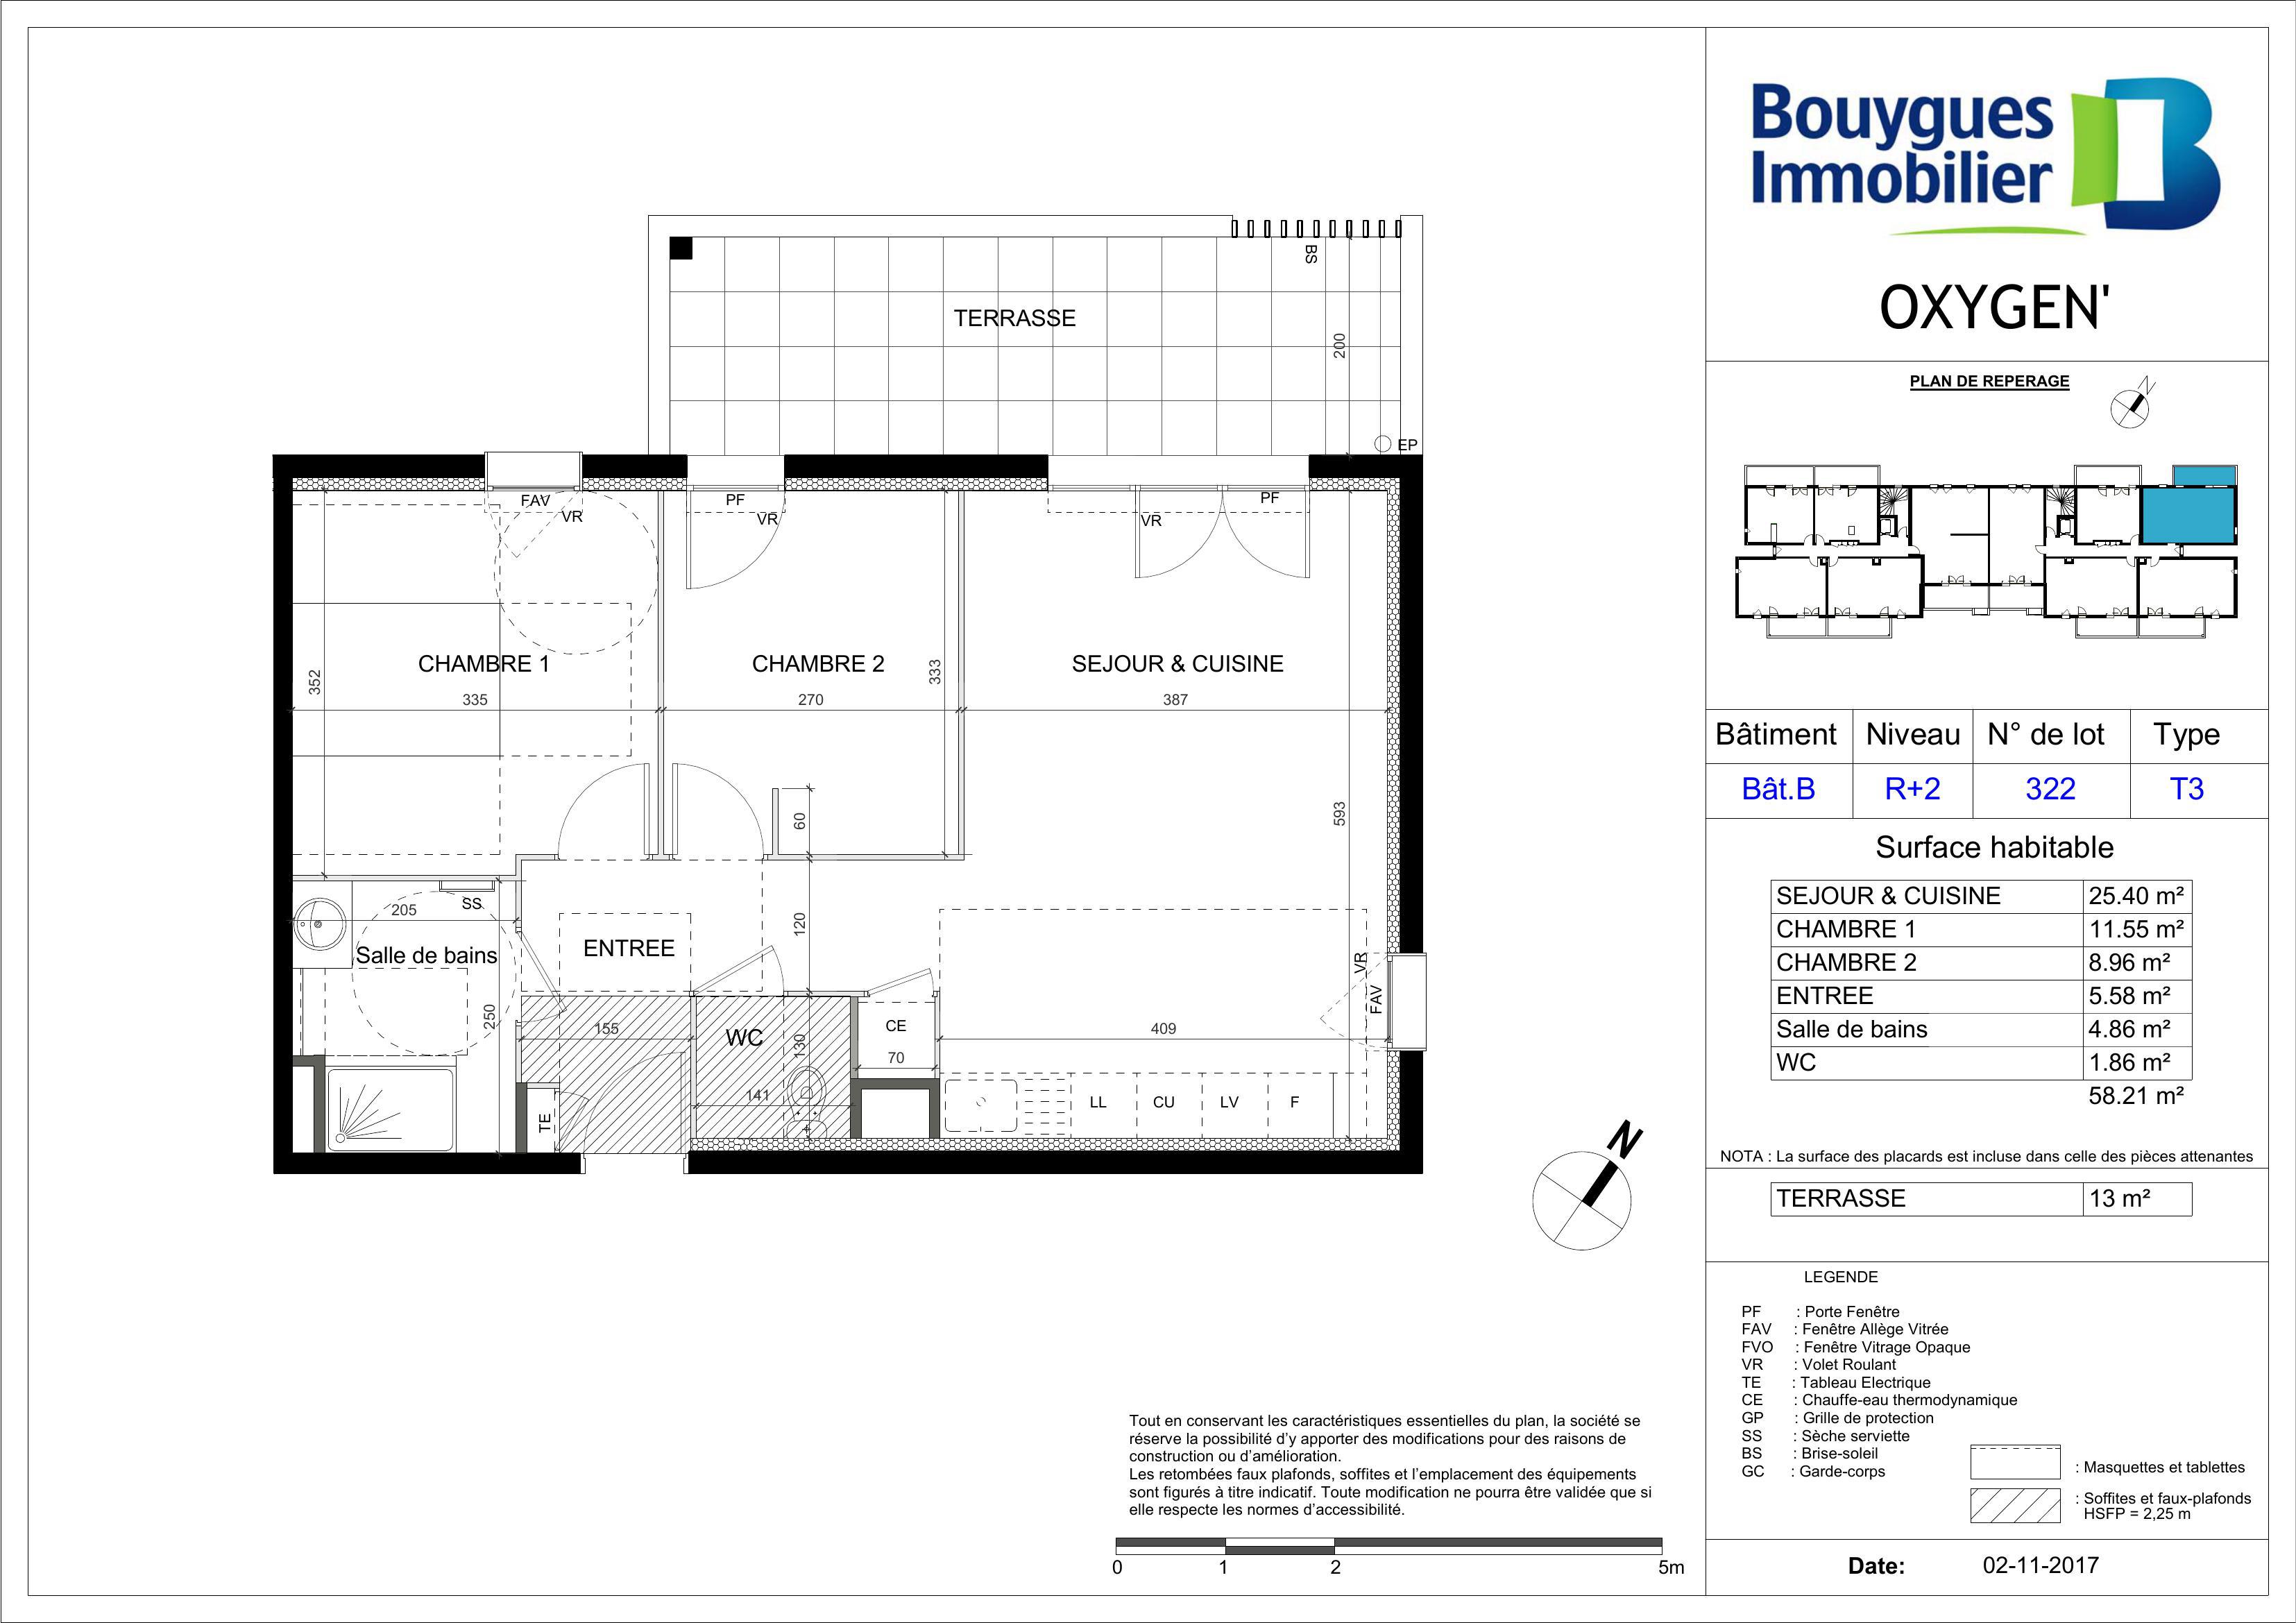 Bouygues
Immobilier
OXYGEN'
PLAN DE REPERAGE
N
Bâtiment Niveau N° de lot Type
Bât.B R+2 322 T3
Surface habitable
SEJOUR & CUISINE 25.40 m²
CHAMBRE 1 11.55 m²
CHAMBRE 2 8.96 m²
ENTREE 5.58 m²
Salle de bains 4.86 m²
WC 1.86 m²
58.21 m²
NOTA : La surface des placards est incluse dans celle des pièces attenantes
TERRASSE 13 m²
LEGENDE
PF : Porte Fenêtre
FAV : Fenêtre Allège Vitrée
FVO : Fenêtre Vitrage Opaque
VR : Volet Roulant
TE : Tableau Electrique
CE : Chauffe-eau thermodynamique
GP : Grille de protection
SS : Sèche serviette
BS : Brise-soleil
GC : Garde-corps
: Masquettes et tablettes
: Soffites et faux-plafonds
HSFP = 2,25 m
Date: 02-11-2017
BS
TERRASSE
200
EP
FAV
VR
PF
VR
VR
PF
CHAMBRE 1
352
335
CHAMBRE 2
333
270
SEJOUR & CUISINE
387
593
60
120
205
SS
Salle de bains
250
ENTREE
155
WC
130
141
CE
70
409
VR
FAV
TE
LL
CU
LV
F
N
Tout en conservant les caractéristiques essentielles du plan, la société se
réserve la possibilité d'y apporter des modifications pour des raisons de
construction ou d'amélioration.
Les retombées faux plafonds, soffites et l'emplacement des équipements
sont figurés à titre indicatif. Toute modification ne pourra être validée que si
elle respecte les normes d'accessibilité.
0 1 2 5m